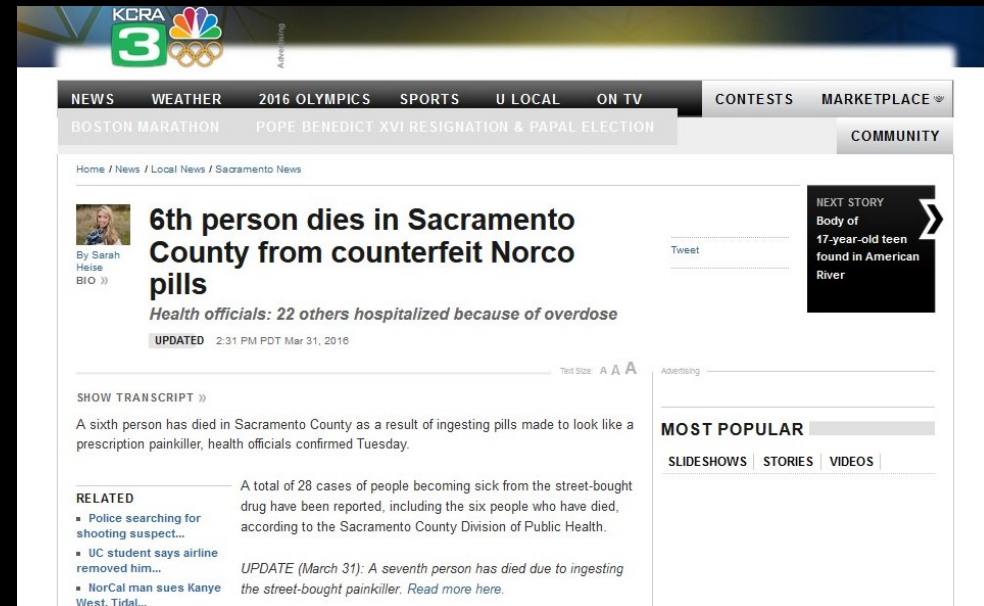 KCRA
3
Advertising
NEWS WEATHER 2016 OLYMPICS SPORTS U LOCAL ON TV CONTESTS MARKETPLACE
BOSTON MARATHON POPE BENEDICT XVI RESIGNATION & PAPAL ELECTION
COMMUNITY
Home / News / Local News / Sacramento News
By Sarah
Heise
BIO »
6th person dies in Sacramento
County from counterfeit Norco
pills
Health officials: 22 others hospitalized because of overdose
UPDATED 2:31 PM PDT Mar 31, 2016
Tweet
NEXT STORY
Body of
17-year-old teen
found in American
River
Text Size: A A A
Advertising
SHOW TRANSCRIPT »
A sixth person has died in Sacramento County as a result of ingesting pills made to look like a
prescription painkiller, health officials confirmed Tuesday.
RELATED
Police searching for
shooting suspect...
UC student says airline
removed him...
NorCal man sues Kanye
West, Tidal...
A total of 28 cases of people becoming sick from the street-bought
drug have been reported, including the six people who have died,
according to the Sacramento County Division of Public Health.
UPDATE (March 31): A seventh person has died due to ingesting
the street-bought painkiller. Read more here.
MOST POPULAR
SLIDESHOWS STORIES VIDEOS